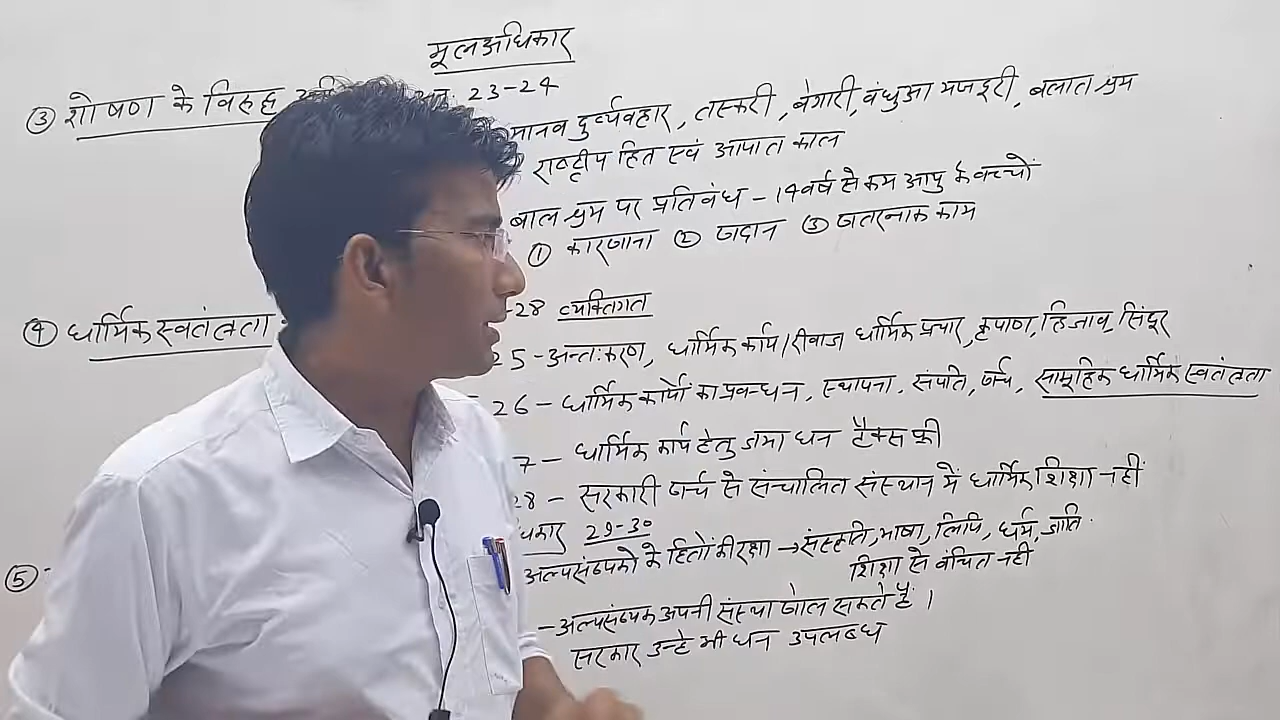 मूल अधिकार
③ शोषण के विरुद्ध 23-24
मानव दुर्व्यवहार, तस्करी, बेगारी, बंधुआ मजदूरी, बलात श्रम
राष्ट्रीय हित एवं आपात काल
बाल श्रम पर प्रतिबंध - 14 वर्ष से कम आयु के बच्चों
① कारखाना ② खदान ③ खतरनाक काम
④ धार्मिक स्वतंत्रता -28 व्यक्तिगत
25 - अन्तःकरण, धार्मिक कार्य/रीवाज धार्मिक प्रचार, कृपाण, हिजाब, सिंदूर
26 - धार्मिक कार्यों का प्रबन्धन, स्थापना, संपति, खर्च, सामूहिक धार्मिक स्वतंत्रता
7 - धार्मिक कार्य हेतु जमा धन टैक्स फ्री
28 - सरकारी खर्च से संचालित संस्थान में धार्मिक शिक्षा नहीं
⑤ 29-30
अल्पसंख्यको के हितों की रक्षा → संस्कृति, भाषा, लिपि, धर्म, जाति
शिक्षा से वंचित नहीं
- अल्पसंख्यक अपनी संस्था खोल सकते हैं।
सरकार उन्हे भी धन उपलब्ध